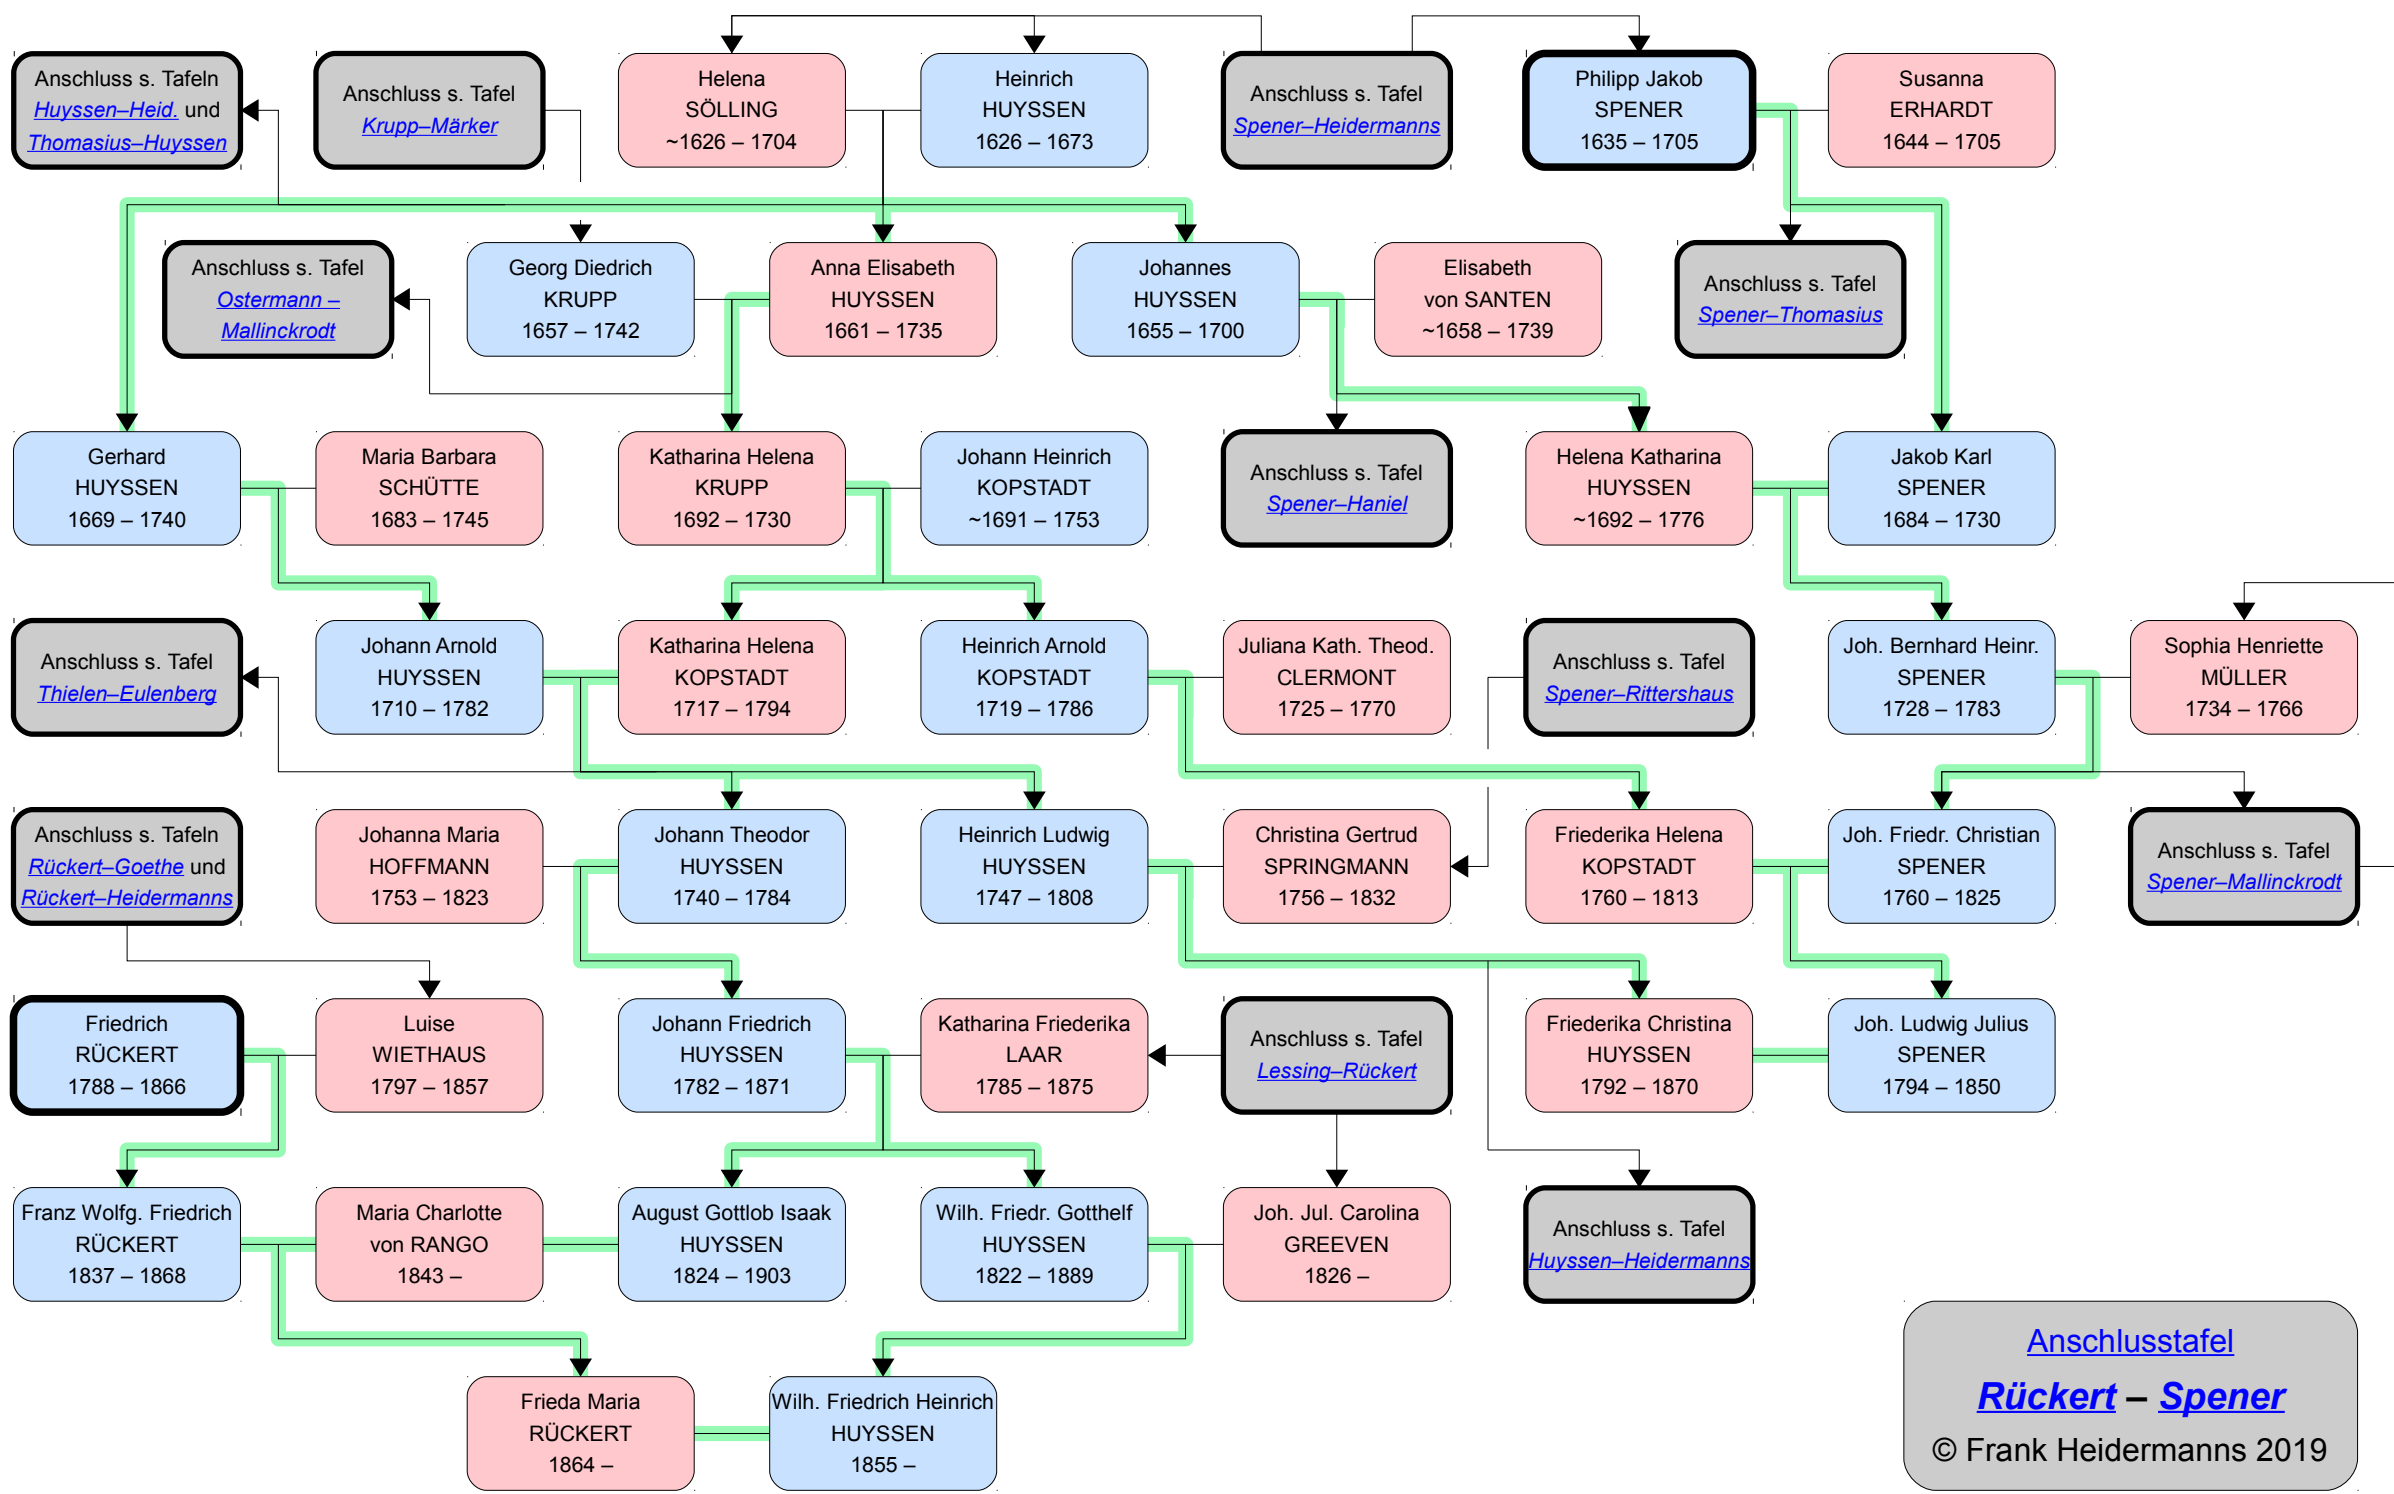 Anschluss s. Tafeln
Huyssen–Heid. und
Thomasius–Huyssen
Anschluss s. Tafel
Krupp–Märker
Helena
SÖLLING
~1626 – 1704
Heinrich
HUYSSEN
1626 – 1673
Anschluss s. Tafel
Spener–Heidermanns
Philipp Jakob
SPENER
1635 – 1705
Susanna
ERHARDT
1644 – 1705
Anschluss s. Tafel
Ostermann –
Mallinckrodt
Georg Diedrich
KRUPP
1657 – 1742
Anna Elisabeth
HUYSSEN
1661 – 1735
Johannes
HUYSSEN
1655 – 1700
Elisabeth
von SANTEN
~1658 – 1739
Anschluss s. Tafel
Spener–Thomasius
Gerhard
HUYSSEN
1669 – 1740
Maria Barbara
SCHÜTTE
1683 – 1745
Katharina Helena
KRUPP
1692 – 1730
Johann Heinrich
KOPSTADT
~1691 – 1753
Anschluss s. Tafel
Spener–Haniel
Helena Katharina
HUYSSEN
~1692 – 1776
Jakob Karl
SPENER
1684 – 1730
Anschluss s. Tafel
Thielen–Eulenberg
Johann Arnold
HUYSSEN
1710 – 1782
Katharina Helena
KOPSTADT
1717 – 1794
Heinrich Arnold
KOPSTADT
1719 – 1786
Juliana Kath. Theod.
CLERMONT
1725 – 1770
Anschluss s. Tafel
Spener–Rittershaus
Joh. Bernhard Heinr.
SPENER
1728 – 1783
Sophia Henriette
MÜLLER
1734 – 1766
Anschluss s. Tafeln
Rückert–Goethe und
Rückert–Heidermanns
Johanna Maria
HOFFMANN
1753 – 1823
Johann Theodor
HUYSSEN
1740 – 1784
Heinrich Ludwig
HUYSSEN
1747 – 1808
Christina Gertrud
SPRINGMANN
1756 – 1832
Friederika Helena
KOPSTADT
1760 – 1813
Joh. Friedr. Christian
SPENER
1760 – 1825
Anschluss s. Tafel
Spener–Mallinckrodt
Friedrich
RÜCKERT
1788 – 1866
Luise
WIETHAUS
1797 – 1857
Johann Friedrich
HUYSSEN
1782 – 1871
Katharina Friederika
LAAR
1785 – 1875
Anschluss s. Tafel
Lessing–Rückert
Friederika Christina
HUYSSEN
1792 – 1870
Joh. Ludwig Julius
SPENER
1794 – 1850
Franz Wolfg. Friedrich
RÜCKERT
1837 – 1868
Maria Charlotte
von RANGO
1843 –
August Gottlob Isaak
HUYSSEN
1824 – 1903
Wilh. Friedr. Gotthelf
HUYSSEN
1822 – 1889
Joh. Jul. Carolina
GREEVEN
1826 –
Anschluss s. Tafel
Huyssen–Heidermanns
Frieda Maria
RÜCKERT
1864 –
Wilh. Friedrich Heinrich
HUYSSEN
1855 –
Anschlusstafel
Rückert – Spener
© Frank Heidermanns 2019